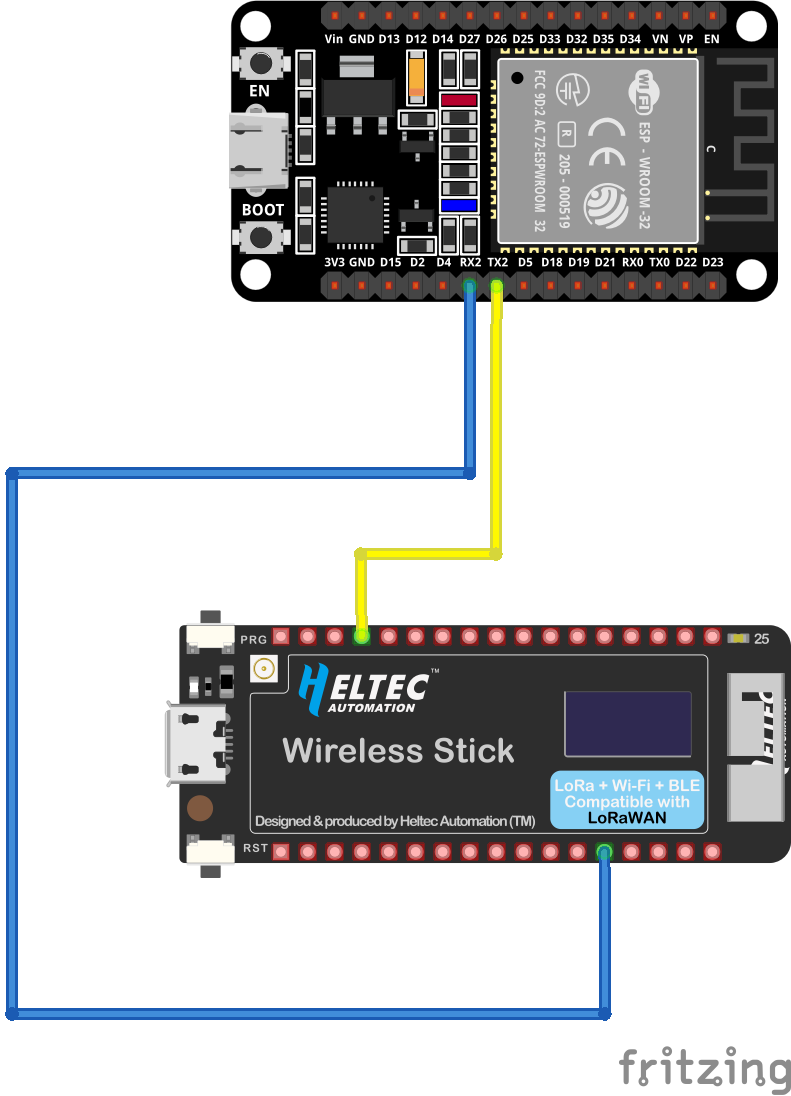 Vin GND D13 D12 D14 D27 D26 D25 D33 D32 D35 D34 VN VP EN
EN
BOOT
WiFi
ESP - WROOM -32
CE
R
205 - 000519
FCC 9D:2 AC 72-ESPWROOM 32
C
3V3 GND D15 D2 D4 RX2 TX2 D5 D18 D19 D21 RX0 TX0 D22 D23
PRG
25
HELTEC™
AUTOMATION
Wireless Stick
LoRa + Wi-Fi + BLE
Compatible with
LoRaWAN
Designed & produced by Heltec Automation (TM)
RST
fritzing